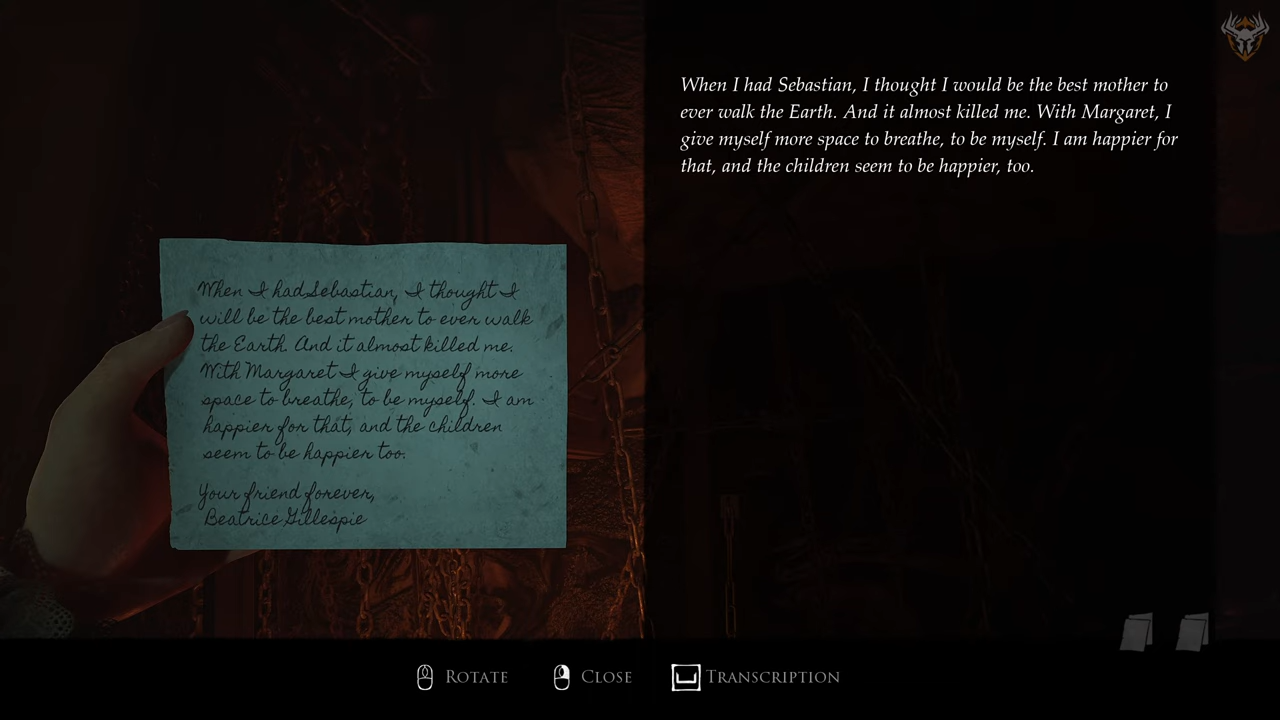 When I had Sebastian, I thought I
will be the best mother to ever walk
the Earth. And it almost killed me.
With Margaret I give myself more
space to breathe, to be myself. I am
happier for that, and the children
seem to be happier too.
Your friend forever,
Beatrice Gillespie
When I had Sebastian, I thought I would be the best mother to
ever walk the Earth. And it almost killed me. With Margaret, I
give myself more space to breathe, to be myself. I am happier for
that, and the children seem to be happier, too.
Rotate
Close
Transcription